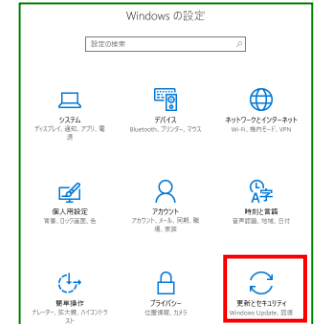 Windows の設定
設定の検索
システム
ディスプレイ、通知、アプリ、電
源
デバイス
Bluetooth、プリンター、マウス
ネットワークとインターネット
Wi-Fi、機内モード、VPN
個人用設定
背景、ロック画面、色
アカウント
アカウント、メール、同期、職
場、家族
時刻と言語
音声認識、地域、日付
簡単操作
ナレーター、拡大鏡、ハイコントラ
スト
プライバシー
位置情報、カメラ
更新とセキュリティ
Windows Update、回復